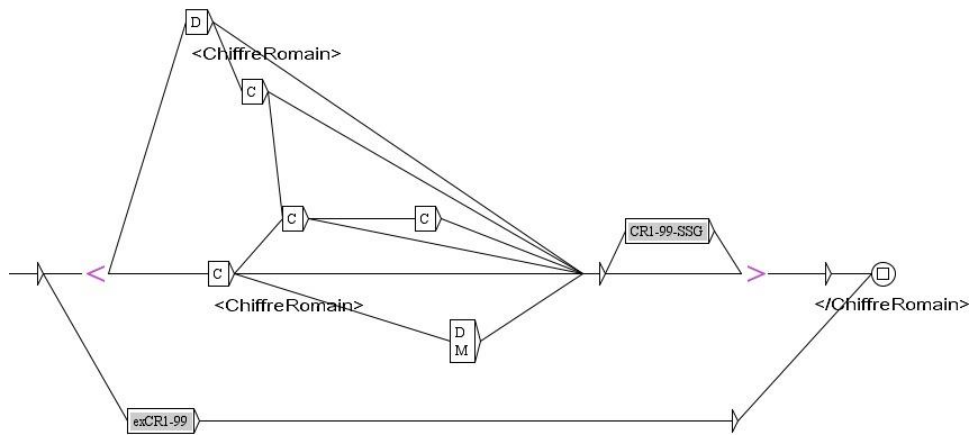 D
<ChiffreRomain>
C
C
C
CR1-99-SSG
<
C
>
<ChiffreRomain>
</ChiffreRomain>
D
M
exCR1-99